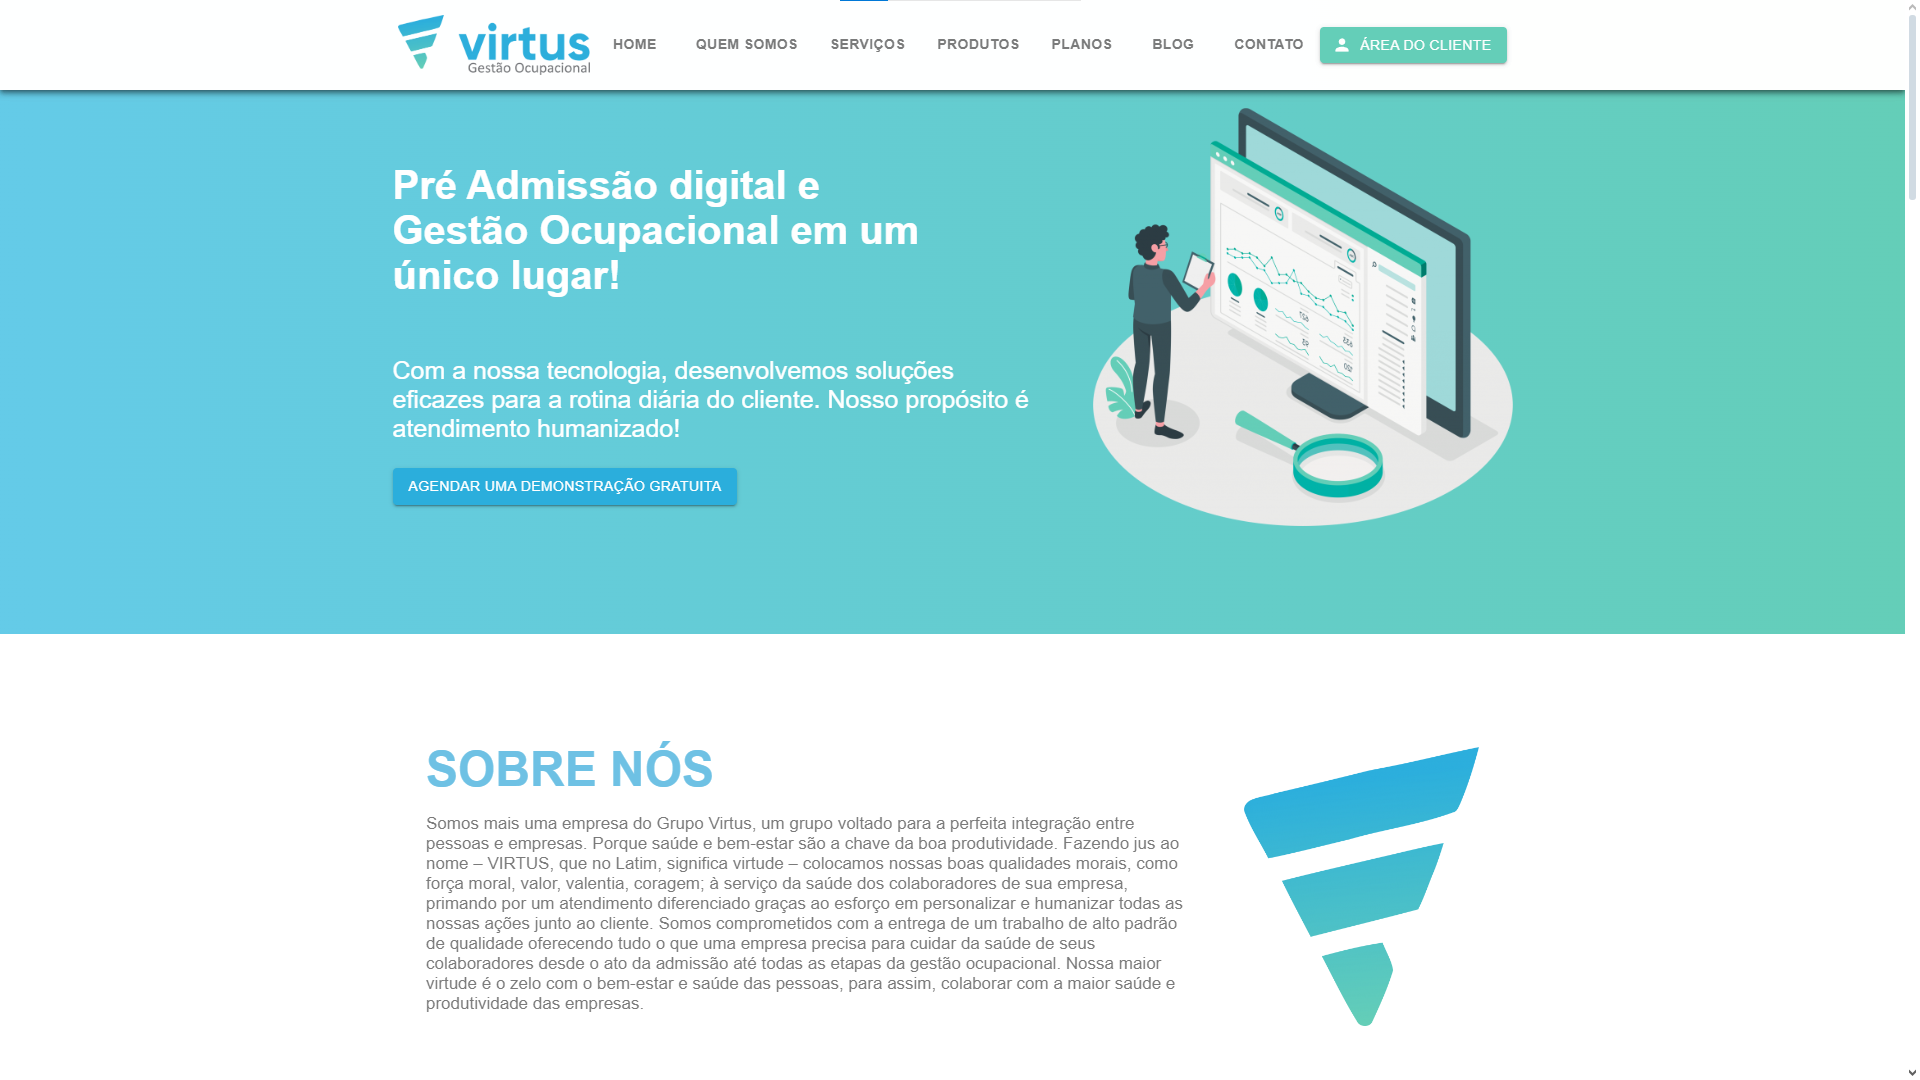 virtus
Gestão Ocupacional
HOME
QUEM SOMOS
SERVIÇOS
PRODUTOS
PLANOS
BLOG
CONTATO
ÁREA DO CLIENTE
Pré Admissão digital e
Gestão Ocupacional em um
único lugar!
Com a nossa tecnologia, desenvolvemos soluções
eficazes para a rotina diária do cliente. Nosso propósito é
atendimento humanizado!
AGENDAR UMA DEMONSTRAÇÃO GRATUITA
SOBRE NÓS
Somos mais uma empresa do Grupo Virtus, um grupo voltado para a perfeita integração entre
pessoas e empresas. Porque saúde e bem-estar são a chave da boa produtividade. Fazendo jus ao
nome – VIRTUS, que no Latim, significa virtude – colocamos nossas boas qualidades morais, como
força moral, valor, valentia, coragem; à serviço da saúde dos colaboradores de sua empresa,
primando por um atendimento diferenciado graças ao esforço em personalizar e humanizar todas as
nossas ações junto ao cliente. Somos comprometidos com a entrega de um trabalho de alto padrão
de qualidade oferecendo tudo o que uma empresa precisa para cuidar da saúde de seus
colaboradores desde o ato da admissão até todas as etapas da gestão ocupacional. Nossa maior
virtude é o zelo com o bem-estar e saúde das pessoas, para assim, colaborar com a maior saúde e
produtividade das empresas.